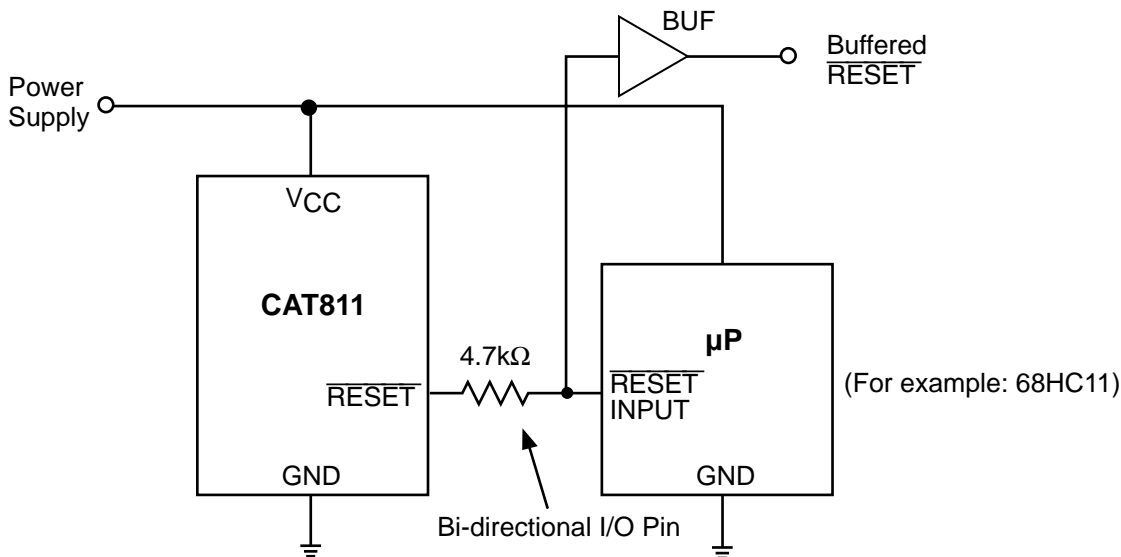 BUF
Buffered
RESET
Power
Supply
VCC
CAT811
4.7kΩ
µP
RESET
RESET
INPUT
(For example: 68HC11)
GND
GND
Bi-directional I/O Pin